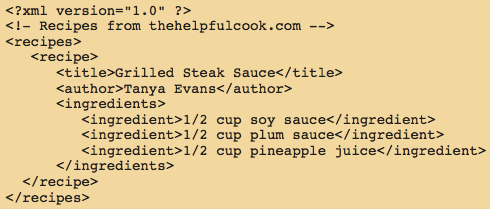 <?xml version="1.0" ?>
<!- Recipes from thehelpfulcook.com -->
<recipes>
<recipe>
<title>Grilled Steak Sauce</title>
<author>Tanya Evans</author>
<ingredients>
<ingredient>1/2 cup soy sauce</ingredient>
<ingredient>1/2 cup plum sauce</ingredient>
<ingredient>1/2 cup pineapple juice</ingredient>
</ingredients>
</recipe>
</recipes>